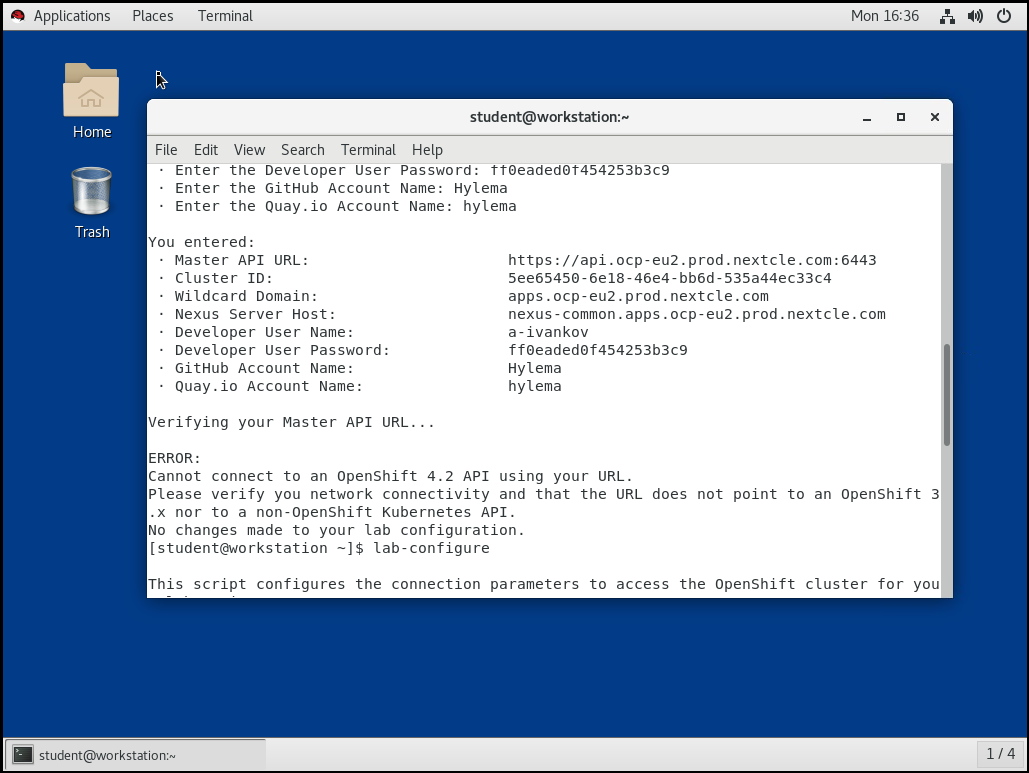 Applications Places Terminal Mon 16:36
Home
Trash
student@workstation:~
File Edit View Search Terminal Help
· Enter the Developer User Password: ff0eaded0f454253b3c9
· Enter the GitHub Account Name: Hylema
· Enter the Quay.io Account Name: hylema
You entered:
· Master API URL: https://api.ocp-eu2.prod.nextcle.com:6443
· Cluster ID: 5ee65450-6e18-46e4-bb6d-535a44ec33c4
· Wildcard Domain: apps.ocp-eu2.prod.nextcle.com
· Nexus Server Host: nexus-common.apps.ocp-eu2.prod.nextcle.com
· Developer User Name: a-ivankov
· Developer User Password: ff0eaded0f454253b3c9
· GitHub Account Name: Hylema
· Quay.io Account Name: hylema
Verifying your Master API URL...
ERROR:
Cannot connect to an OpenShift 4.2 API using your URL.
Please verify you network connectivity and that the URL does not point to an OpenShift 3
.x nor to a non-OpenShift Kubernetes API.
No changes made to your lab configuration.
[student@workstation ~]$ lab-configure
This script configures the connection parameters to access the OpenShift cluster for you
student@workstation:~
1 / 4